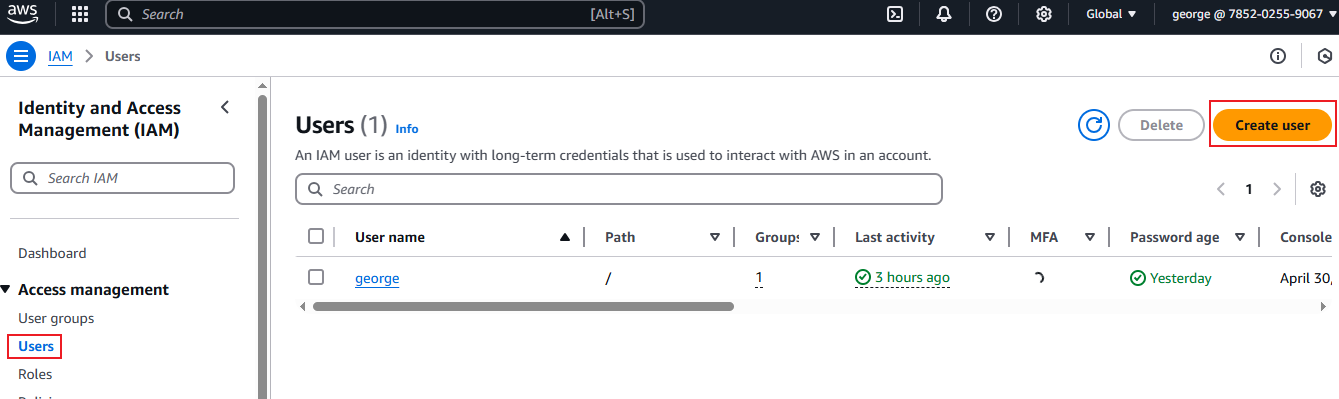 aws Search [Alt+S] Global george @ 7852-0255-9067
IAM > Users
Identity and Access
Management (IAM)
Search IAM
Dashboard
Access management
User groups
Users
Roles
Users (1) Info
Delete
Create user
An IAM user is an identity with long-term credentials that is used to interact with AWS in an account.
Search
1
User name Path Groups Last activity MFA Password age Console
george / 1 3 hours ago Yesterday April 30,